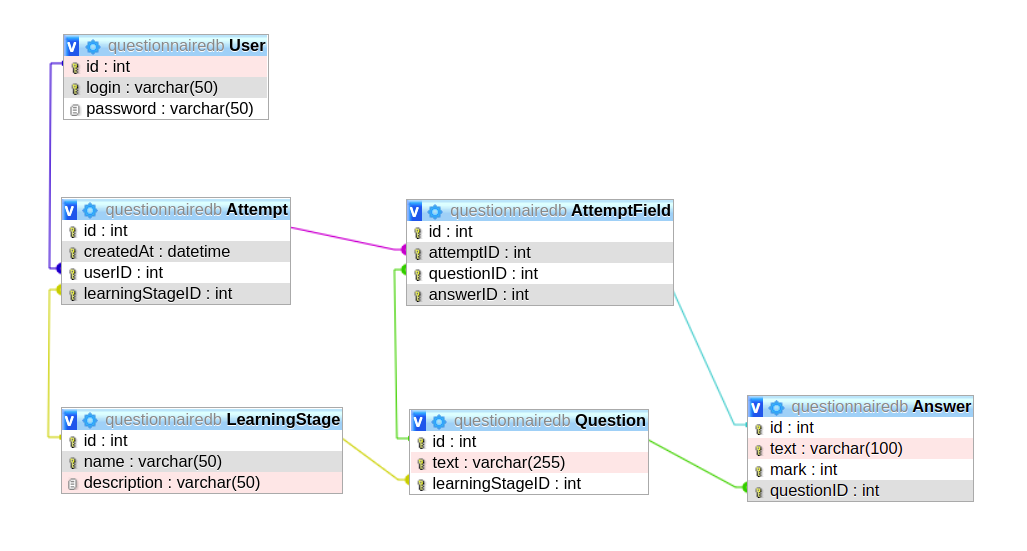 V questionnairedb User
id : int
login : varchar(50)
password : varchar(50)
V questionnairedb Attempt
id : int
createdAt : datetime
userID : int
learningStageID : int
V questionnairedb AttemptField
id : int
attemptID : int
questionID : int
answerID : int
V questionnairedb LearningStage
id : int
name : varchar(50)
description : varchar(50)
V questionnairedb Question
id : int
text : varchar(255)
learningStageID : int
V questionnairedb Answer
id : int
text : varchar(100)
mark : int
questionID : int